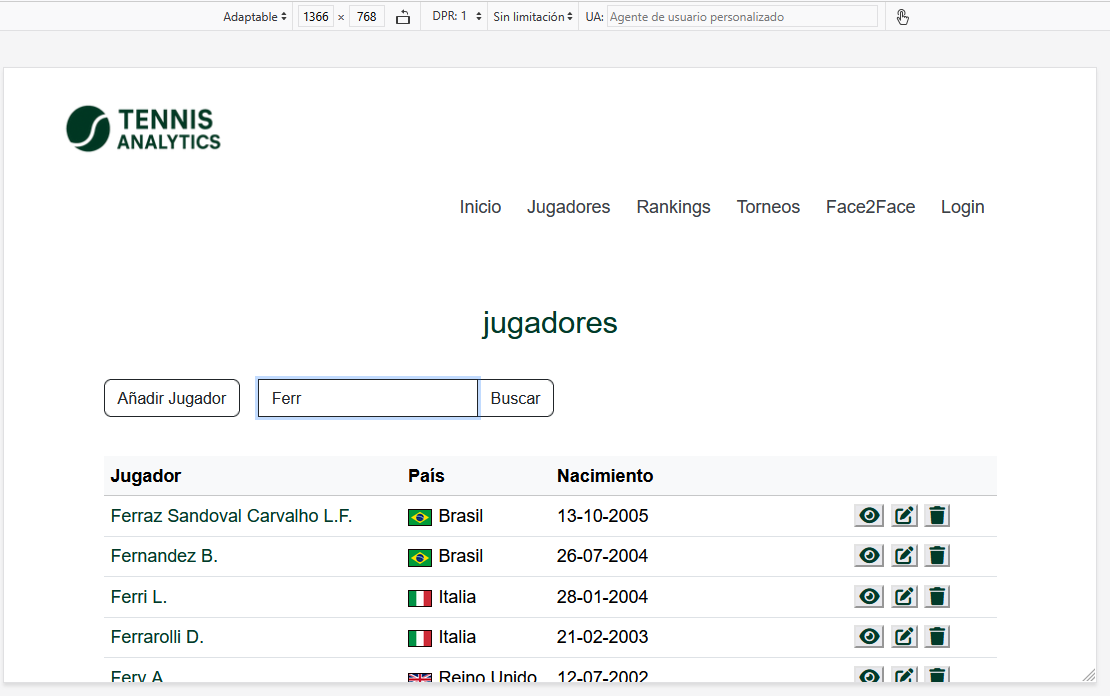 Adaptable 1366 × 768 DPR: 1 Sin limitación UA: Agente de usuario personalizado
TENNIS
ANALYTICS
Inicio Jugadores Rankings Torneos Face2Face Login
jugadores
Añadir Jugador Ferr Buscar
Jugador País Nacimiento
Ferraz Sandoval Carvalho L.F. Brasil 13-10-2005
Fernandez B. Brasil 26-07-2004
Ferri L. Italia 28-01-2004
Ferrarolli D. Italia 21-02-2003
Fery A. Reino Unido 12-07-2002